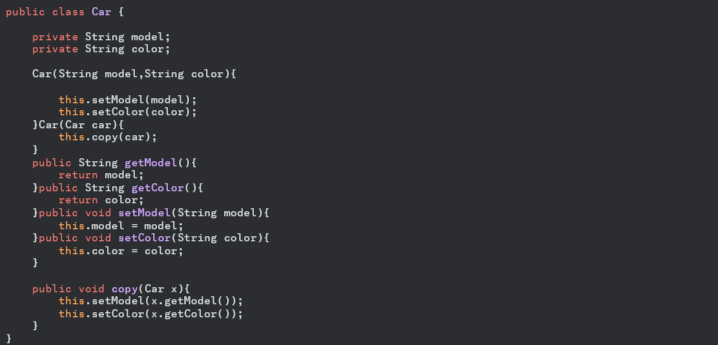 public class Car {
private String model;
private String color;
Car(String model,String color){
this.setModel(model);
this.setColor(color);
}Car(Car car){
this.copy(car);
}
public String getModel(){
return model;
}public String getColor(){
return color;
}public void setModel(String model){
this.model = model;
}public void setColor(String color){
this.color = color;
}
public void copy(Car x){
this.setModel(x.getModel());
this.setColor(x.getColor());
}
}